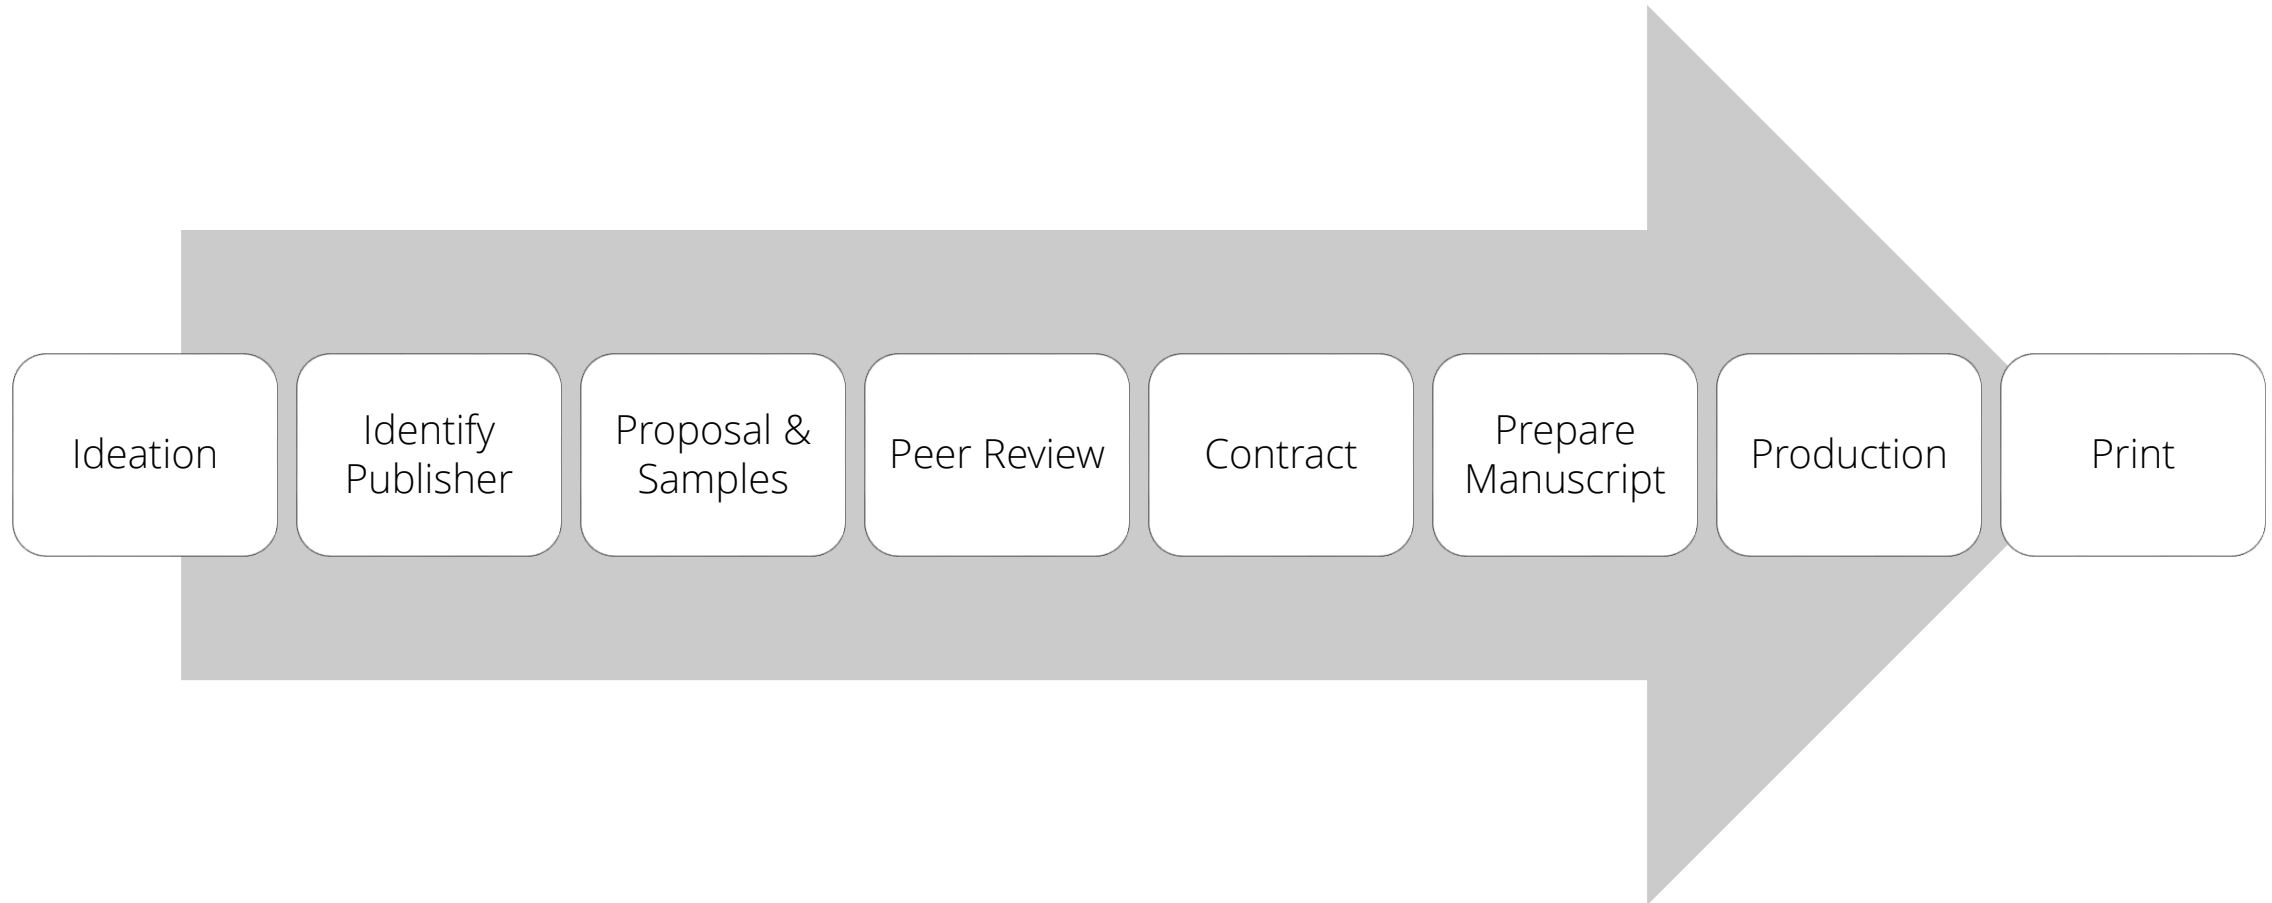 Ideation
Identify
Publisher
Proposal &
Samples
Peer Review
Contract
Prepare
Manuscript
Production
Print